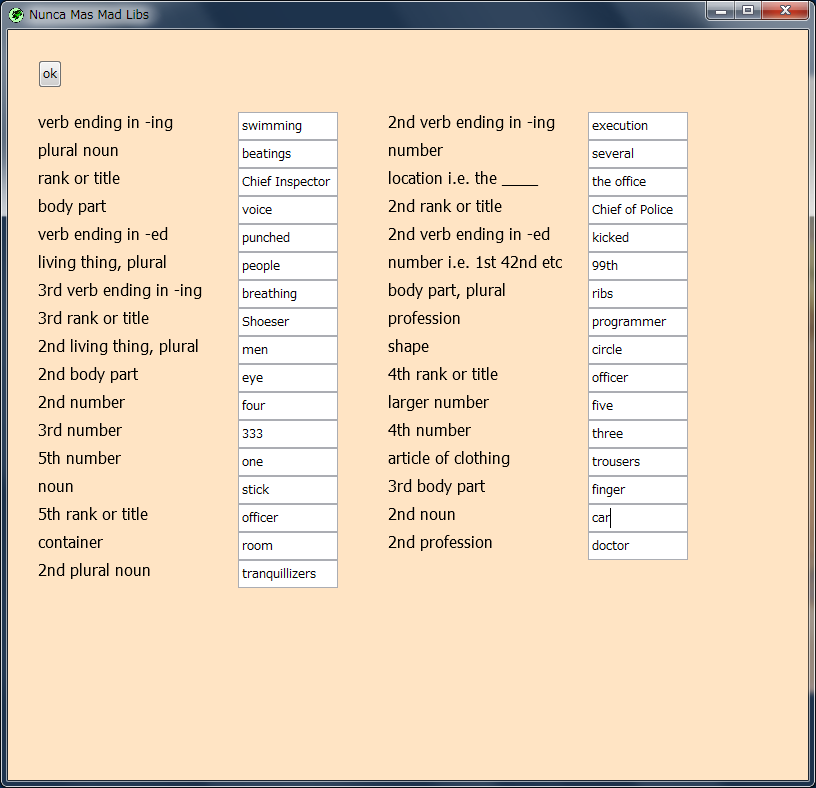 Nunca Mas Mad Libs
ok
verb ending in -ing swimming 2nd verb ending in -ing execution
plural noun beatings number several
rank or title Chief Inspector location i.e. the ____ the office
body part voice 2nd rank or title Chief of Police
verb ending in -ed punched 2nd verb ending in -ed kicked
living thing, plural people number i.e. 1st 42nd etc 99th
3rd verb ending in -ing breathing body part, plural ribs
3rd rank or title Shoeser profession programmer
2nd living thing, plural men shape circle
2nd body part eye 4th rank or title officer
2nd number four larger number five
3rd number 333 4th number three
5th number one article of clothing trousers
noun stick 3rd body part finger
5th rank or title officer 2nd noun car
container room 2nd profession doctor
2nd plural noun tranquillizers